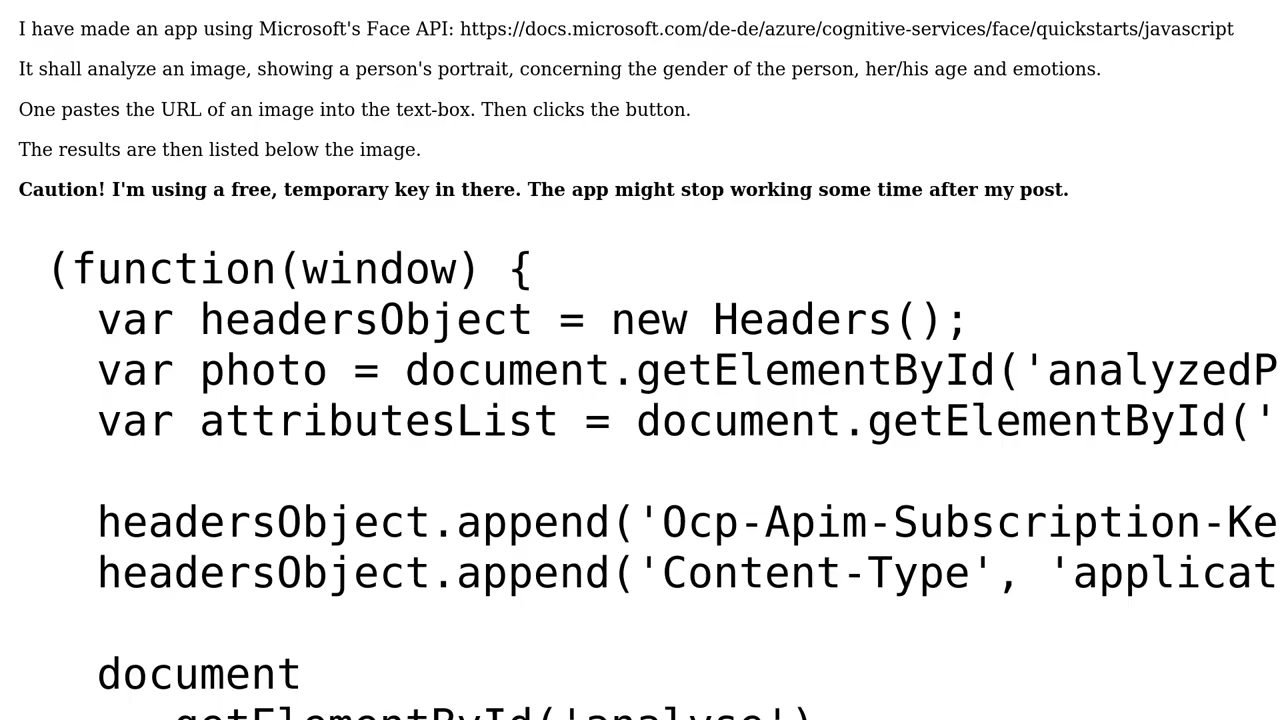 I have made an app using Microsoft's Face API: https://docs.microsoft.com/de-de/azure/cognitive-services/face/quickstarts/javascript
It shall analyze an image, showing a person's portrait, concerning the gender of the person, her/his age and emotions.
One pastes the URL of an image into the text-box. Then clicks the button.
The results are then listed below the image.
Caution! I'm using a free, temporary key in there. The app might stop working some time after my post.
(function(window) {
  var headersObject = new Headers();
  var photo = document.getElementById('analyzedP
  var attributesList = document.getElementById('
  headersObject.append('Ocp-Apim-Subscription-Ke
  headersObject.append('Content-Type', 'applicat
  document
    .getElementById('analyse')